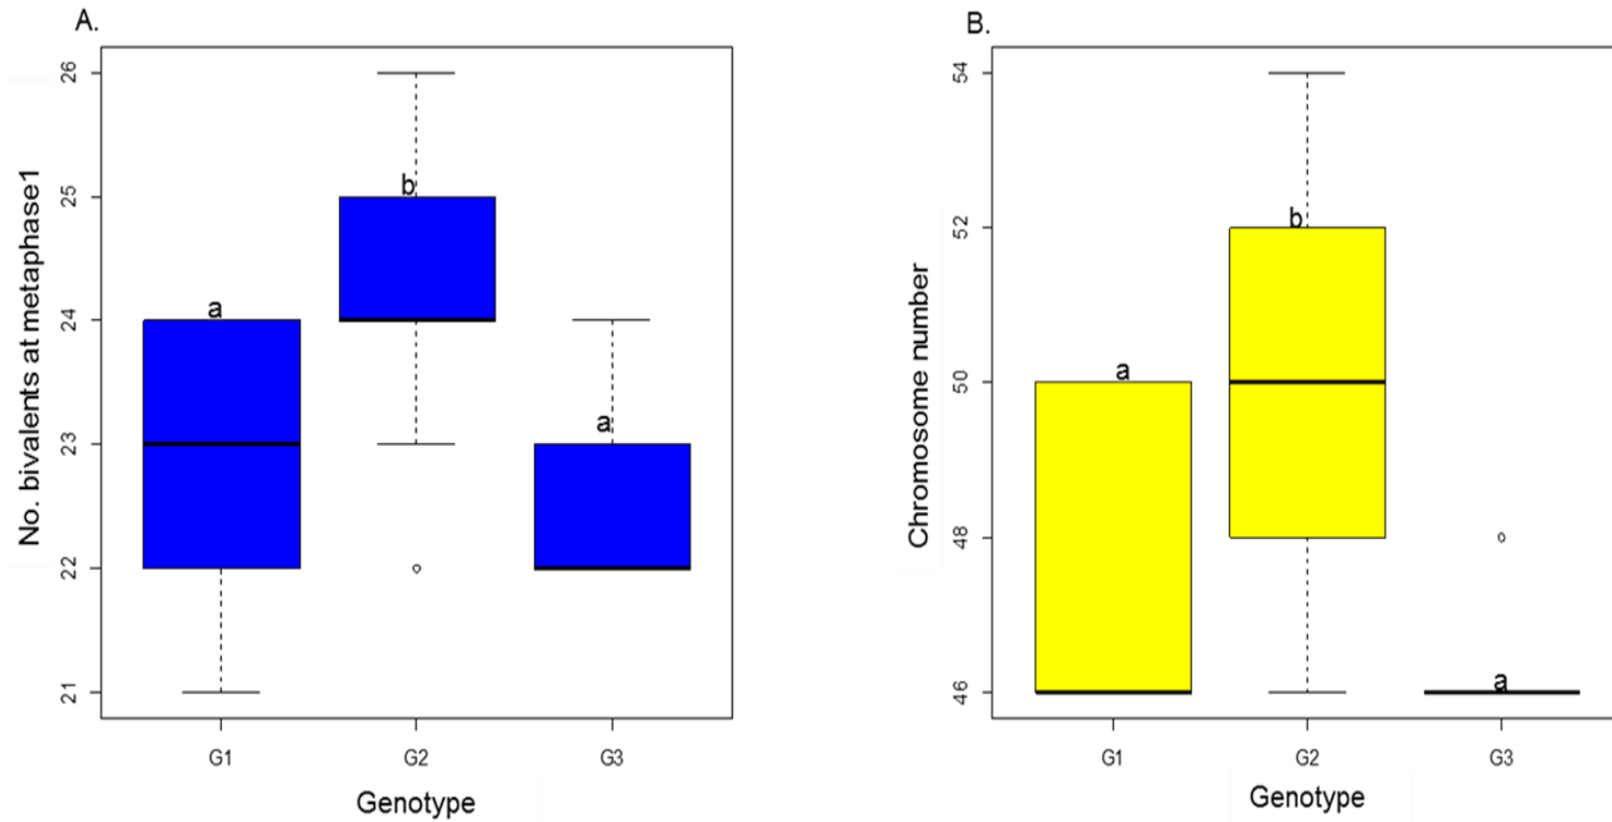 A.
No. bivalents at metaphase1
26
25
24
23
22
21
a
b
a
G1 G2 G3
Genotype
B.
Chromosome number
54
52
50
48
46
a
b
a
G1 G2 G3
Genotype